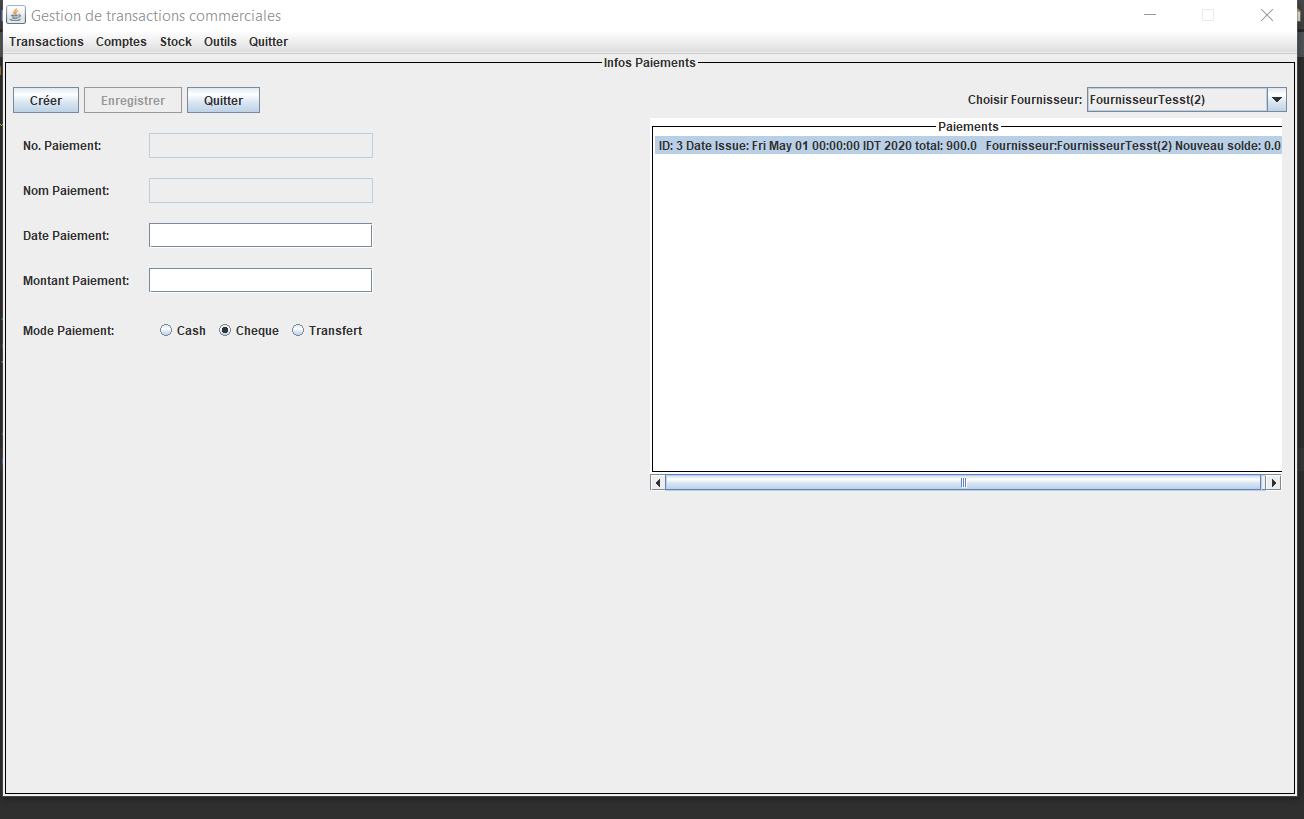 Gestion de transactions commerciales
Transactions Comptes Stock Outils Quitter
Infos Paiements
Créer Enregistrer Quitter
Choisir Fournisseur: FournisseurTesst(2)
Paiements
ID: 3 Date Issue: Fri May 01 00:00:00 IDT 2020 total: 900.0 Fournisseur:FournisseurTesst(2) Nouveau solde: 0.0
No. Paiement:
Nom Paiement:
Date Paiement:
Montant Paiement:
Mode Paiement: Cash Cheque Transfert